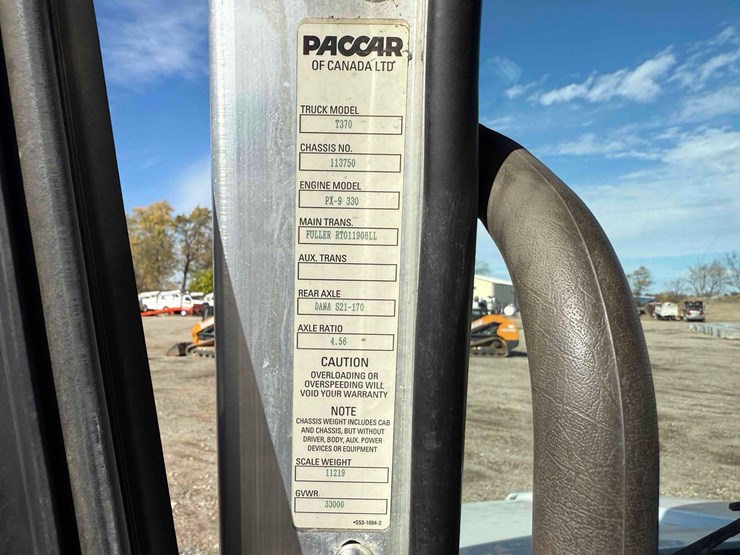 PACCAR
OF CANADA LTD
TRUCK MODEL
T370
CHASSIS NO.
113750
ENGINE MODEL
PX-9 330
MAIN TRANS.
FULLER RTO11908LL
AUX. TRANS
REAR AXLE
DANA S21-170
AXLE RATIO
4.56
CAUTION
OVERLOADING OR
OVERSPEEDING WILL
VOID YOUR WARRANTY
NOTE
CHASSIS WEIGHT INCLUDES CAB
AND CHASSIS, BUT WITHOUT
DRIVER, BODY, AUX. POWER
DEVICES OR EQUIPMENT
SCALE WEIGHT
11219
GVWR
33000
•S53-1094-2